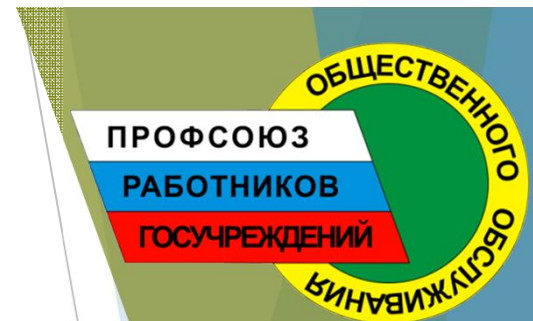 ПРОФСОЮЗ
РАБОТНИКОВ
ГОСУЧРЕЖДЕНИЙ
ОБЩЕСТВЕННОГО ОБСЛУЖИВАНИЯ